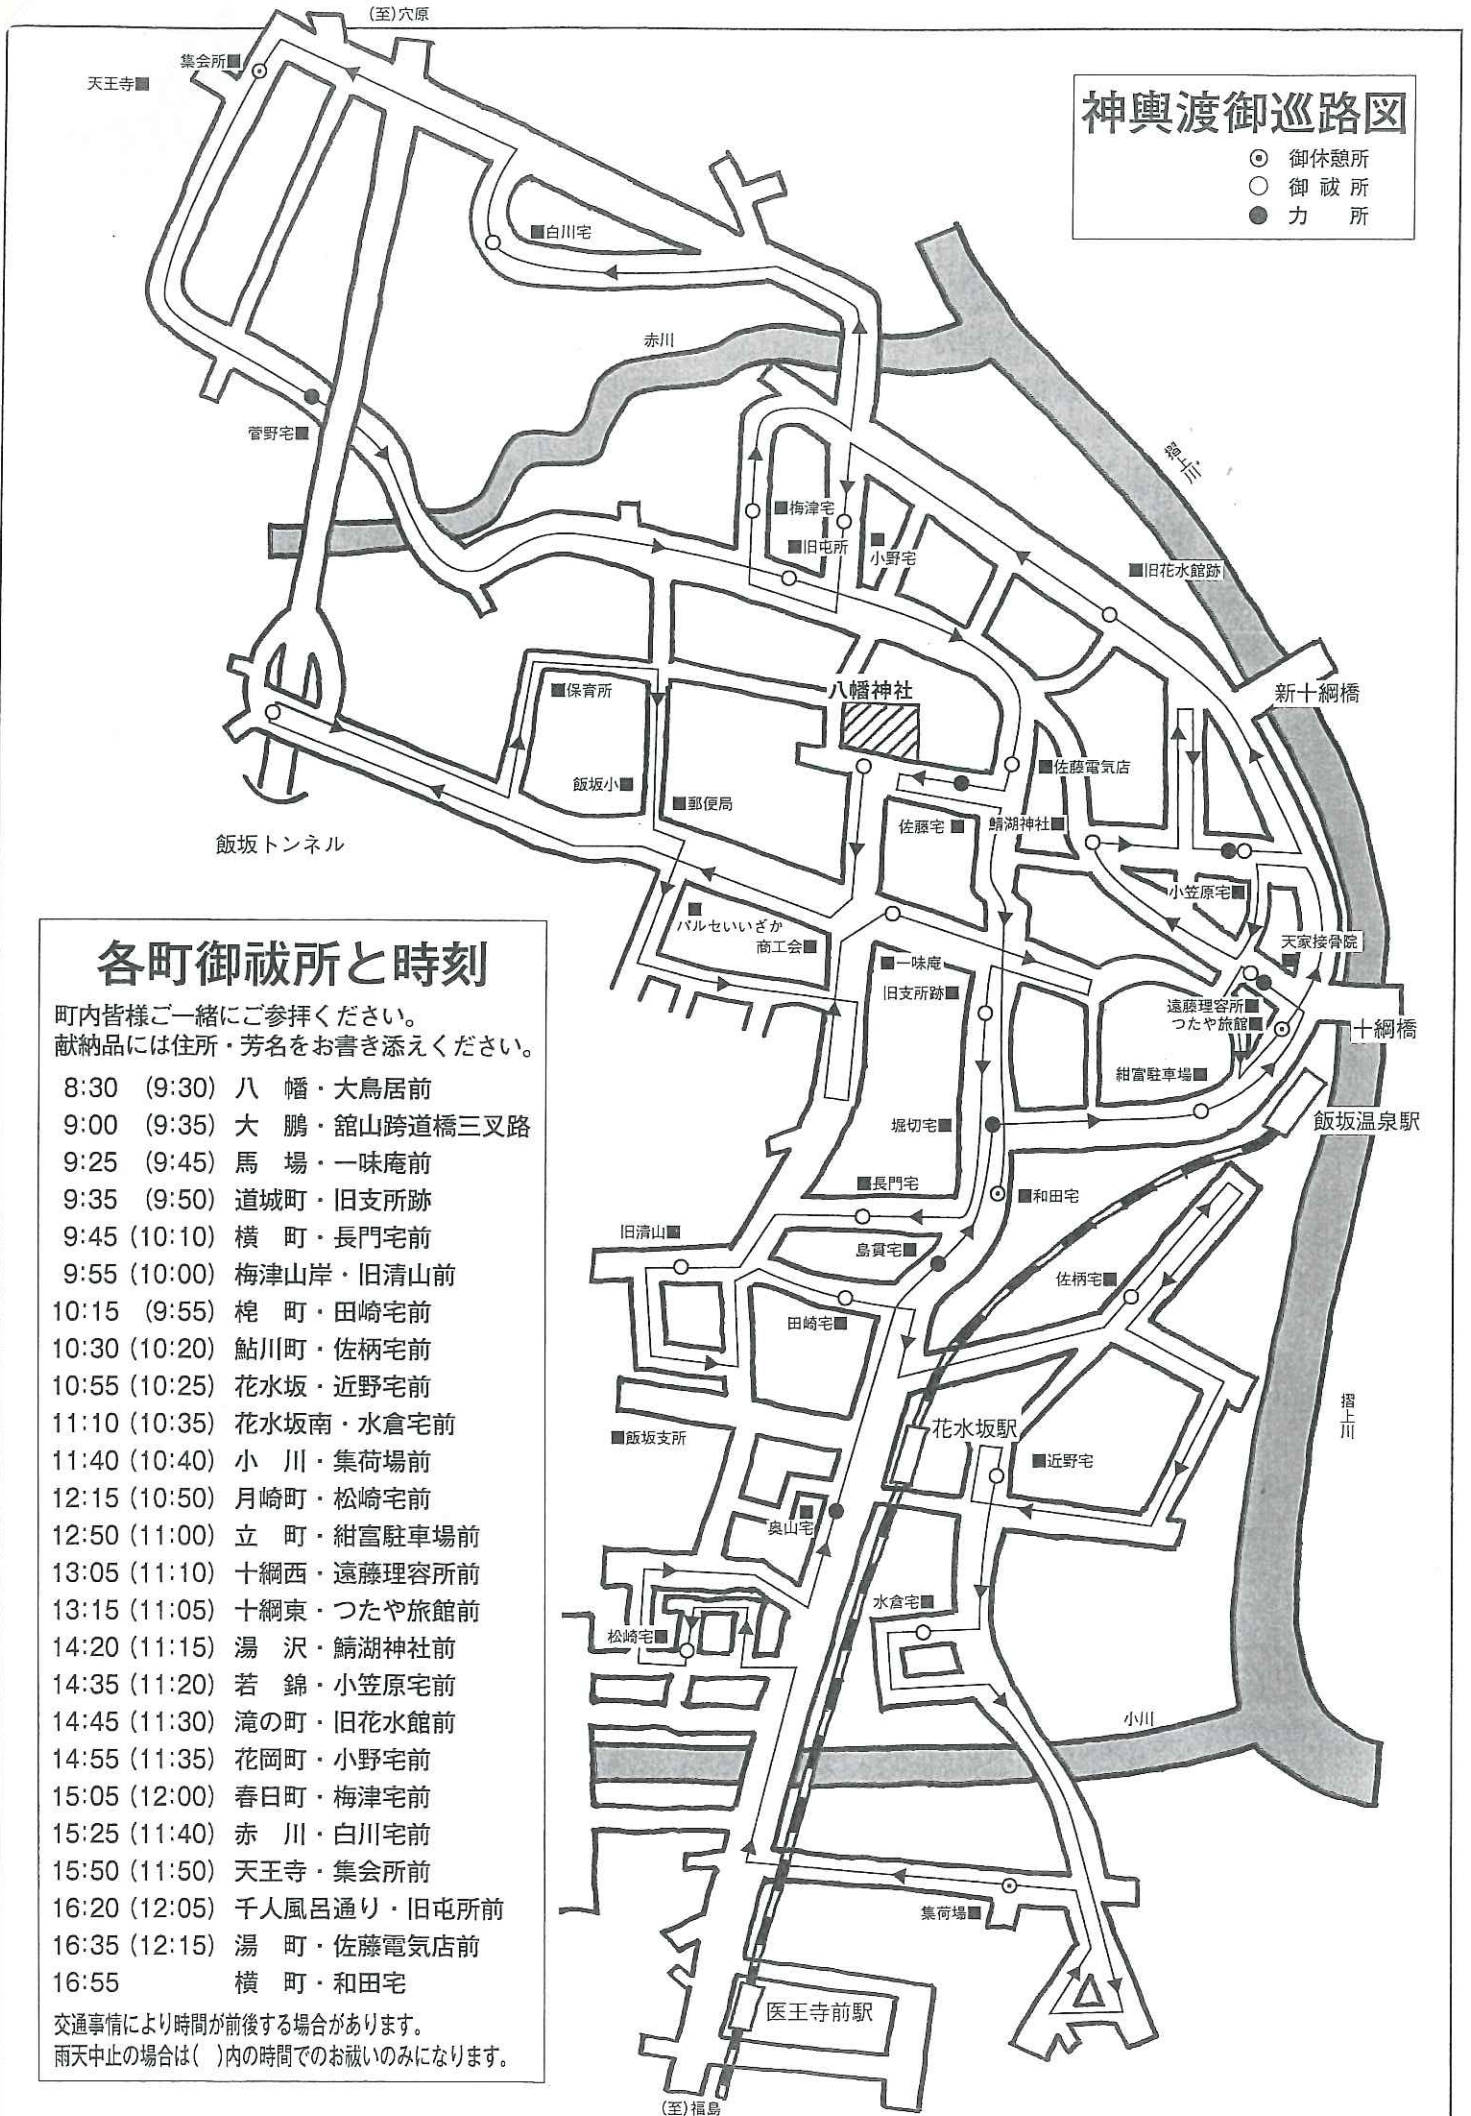 (至)穴原
集会所■
天王寺■
神輿渡御巡路図
◉ 御休憩所
○ 御祓所
● 力　所
■白川宅
赤川
摺上川
菅野宅■
■梅津宅
■旧屯所
小野宅
■旧花水館跡
新十綱橋
■保育所
八幡神社
飯坂小■
■郵便局
■佐藤電気店
佐藤宅■
鯖湖神社■
飯坂トンネル
小笠原宅■
パルセいいざか
商工会■
天家接骨院
■一味庵
旧支所跡■
遠藤理容所■
つたや旅館■
十綱橋
紺富駐車場■
飯坂温泉駅
堀切宅■
■長門宅
■和田宅
旧清山■
島貫宅■
佐柄宅■
田崎宅■
摺上川
■飯坂支所
花水坂駅
■近野宅
奥山宅
水倉宅■
松崎宅■
小川
集荷場■
医王寺前駅
(至)福島
各町御祓所と時刻
町内皆様ご一緒にご参拝ください。
献納品には住所・芳名をお書き添えください。
8:30 (9:30) 八　幡・大鳥居前
9:00 (9:35) 大　鵬・舘山跨道橋三叉路
9:25 (9:45) 馬　場・一味庵前
9:35 (9:50) 道城町・旧支所跡
9:45 (10:10) 横　町・長門宅前
9:55 (10:00) 梅津山岸・旧清山前
10:15 (9:55) 椛　町・田崎宅前
10:30 (10:20) 鮎川町・佐柄宅前
10:55 (10:25) 花水坂・近野宅前
11:10 (10:35) 花水坂南・水倉宅前
11:40 (10:40) 小　川・集荷場前
12:15 (10:50) 月崎町・松崎宅前
12:50 (11:00) 立　町・紺富駐車場前
13:05 (11:10) 十綱西・遠藤理容所前
13:15 (11:05) 十綱東・つたや旅館前
14:20 (11:15) 湯　沢・鯖湖神社前
14:35 (11:20) 若　錦・小笠原宅前
14:45 (11:30) 滝の町・旧花水館前
14:55 (11:35) 花岡町・小野宅前
15:05 (12:00) 春日町・梅津宅前
15:25 (11:40) 赤　川・白川宅前
15:50 (11:50) 天王寺・集会所前
16:20 (12:05) 千人風呂通り・旧屯所前
16:35 (12:15) 湯　町・佐藤電気店前
16:55 横　町・和田宅
交通事情により時間が前後する場合があります。
雨天中止の場合は(　)内の時間でのお祓いのみになります。